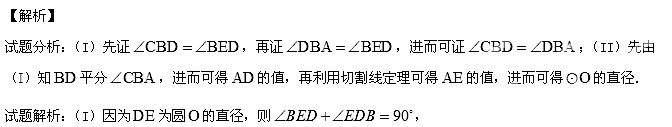 【解析】
试题分析：(I) 先证∠CBD=∠BED，再证∠DBA=∠BED，进而可证∠CBD=∠DBA；(II) 先由
(I) 知BD平分∠CBA，进而可得AD的值，再利用切割线定理可得AE的值，进而可得⊙O的直径．
试题解析：(I) 因为DE为圆O的直径，则∠BED+∠EDB=90°，